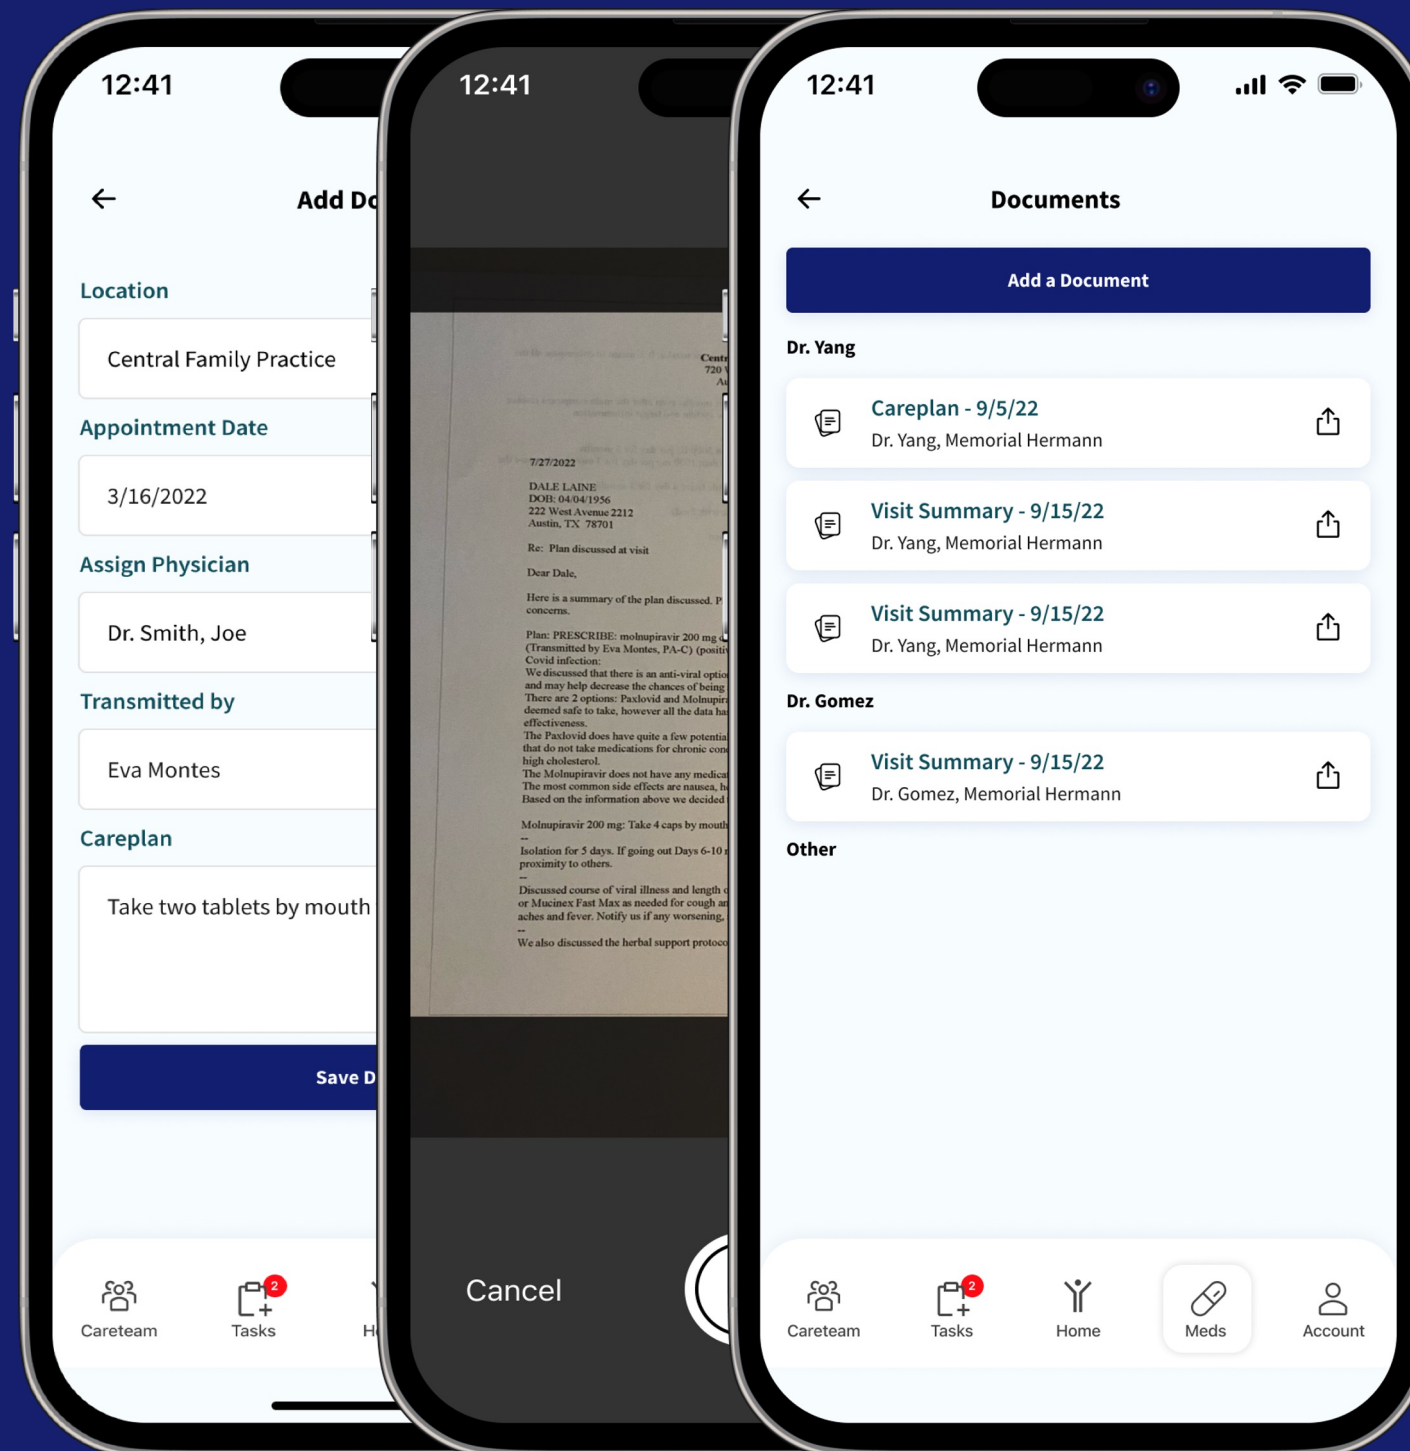 12:41
Add Do
Location
Central Family Practice
Appointment Date
3/16/2022
Assign Physician
Dr. Smith, Joe
Transmitted by
Eva Montes
Careplan
Take two tablets by mouth
Save D
Careteam
2
Tasks
H
12:41
Centr
720
Au
7/27/2022
DALE LAINE
DOB: 04/04/1956
222 West Avenue 2212
Austin, TX 78701
Re: Plan discussed at visit
Dear Dale,
Here is a summary of the plan discussed. P
concerns.
Plan: PRESCRIBE: molnupiravir 200 mg
(Transmitted by Eva Montes, PA-C) (positiv
Covid infection:
We discussed that there is an anti-viral optio
and may help decrease the chances of being
There are 2 options: Paxlovid and Molnupira
deemed safe to take, however all the data ha
effectiveness.
The Paxlovid does have quite a few potentia
that do not take medications for chronic con
high cholesterol.
The Molnupiravir does not have any medica
The most common side effects are nausea, h
Based on the information above we decided
Molnupiravir 200 mg: Take 4 caps by mouth
--
Isolation for 5 days. If going out Days 6-10
proximity to others.
--
Discussed course of viral illness and length o
or Mucinex Fast Max as needed for cough an
aches and fever. Notify us if any worsening,
--
We also discussed the herbal support protoco
Cancel
12:41
Documents
Add a Document
Dr. Yang
Careplan - 9/5/22
Dr. Yang, Memorial Hermann
Visit Summary - 9/15/22
Dr. Yang, Memorial Hermann
Visit Summary - 9/15/22
Dr. Yang, Memorial Hermann
Dr. Gomez
Visit Summary - 9/15/22
Dr. Gomez, Memorial Hermann
Other
Careteam
2
Tasks
Home
Meds
Account